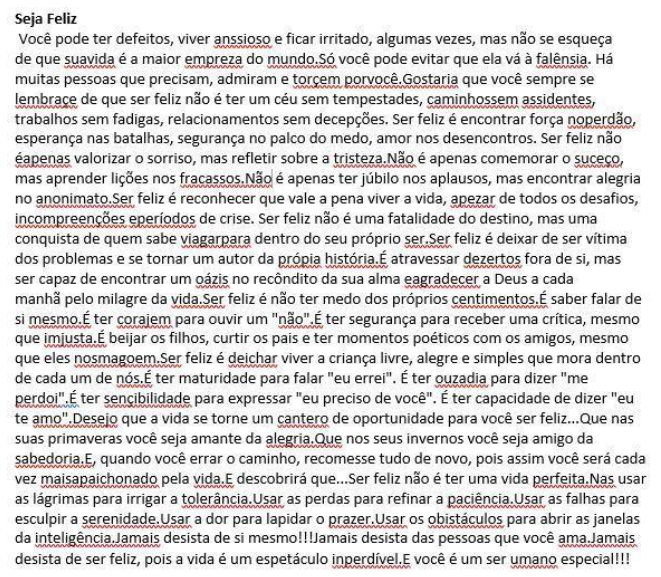 Seja Feliz
Você pode ter defeitos, viver anssioso e ficar irritado, algumas vezes, mas não se esqueça
de que suavida é a maior empreza do mundo.Só você pode evitar que ela vá à falênsia. Há
muitas pessoas que precisam, admiram e torçem porvocê.Gostaria que você sempre se
lembraçe de que ser feliz não é ter um céu sem tempestades, caminhossem assidentes,
trabalhos sem fadigas, relacionamentos sem decepções. Ser feliz é encontrar força noperdão,
esperança nas batalhas, segurança no palco do medo, amor nos desencontros. Ser feliz não
éapenas valorizar o sorriso, mas refletir sobre a tristeza.Não é apenas comemorar o suceço,
mas aprender lições nos fracassos.Não é apenas ter júbilo nos aplausos, mas encontrar alegria
no anonimato.Ser feliz é reconhecer que vale a pena viver a vida, apezar de todos os desafios,
incompreenções eperíodos de crise. Ser feliz não é uma fatalidade do destino, mas uma
conquista de quem sabe viagarpara dentro do seu próprio ser.Ser feliz é deixar de ser vítima
dos problemas e se tornar um autor da própia história.É atravessar dezertos fora de si, mas
ser capaz de encontrar um oázis no recôndito da sua alma eagradecer a Deus a cada
manhã pelo milagre da vida.Ser feliz é não ter medo dos próprios centimentos.É saber falar de
si mesmo.É ter corajem para ouvir um "não".É ter segurança para receber uma crítica, mesmo
que imjusta.É beijar os filhos, curtir os pais e ter momentos poéticos com os amigos, mesmo
que eles nosmagoem.Ser feliz é deichar viver a criança livre, alegre e simples que mora dentro
de cada um de nós.É ter maturidade para falar "eu errei". É ter ouzadia para dizer "me
perdoi".É ter sençibilidade para expressar "eu preciso de você". É ter capacidade de dizer "eu
te amo".Desejo que a vida se torne um cantero de oportunidade para você ser feliz...Que nas
suas primaveras você seja amante da alegria.Que nos seus invernos você seja amigo da
sabedoria.E, quando você errar o caminho, recomesse tudo de novo, pois assim você será cada
vez maisapaichonado pela vida.E descobrirá que...Ser feliz não é ter uma vida perfeita.Nas usar
as lágrimas para irrigar a tolerância.Usar as perdas para refinar a paciência.Usar as falhas para
esculpir a serenidade.Usar a dor para lapidar o prazer.Usar os obistáculos para abrir as janelas
da inteligência.Jamais desista de si mesmo!!!Jamais desista das pessoas que você ama.Jamais
desista de ser feliz, pois a vida é um espetáculo inperdível.E você é um ser umano especial!!!